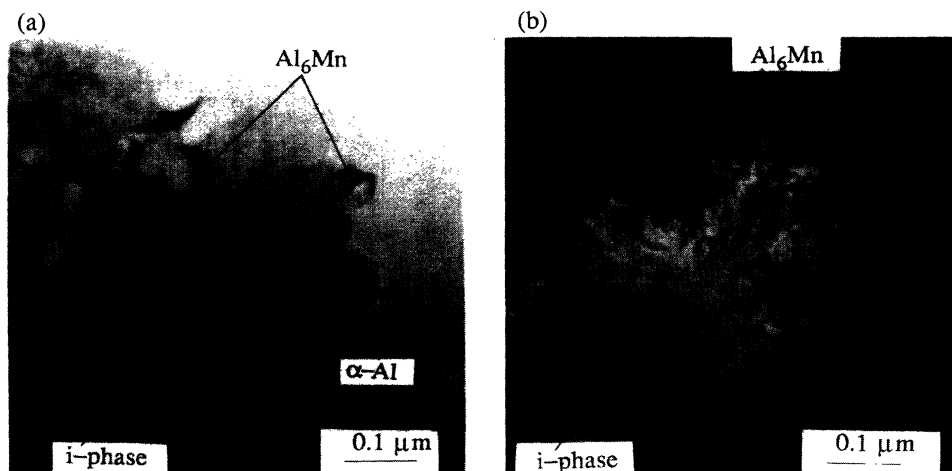 (a)
Al₆Mn
α–Al
i–phase
0.1 μm
(b)
Al₆Mn
i–phase
0.1 μm